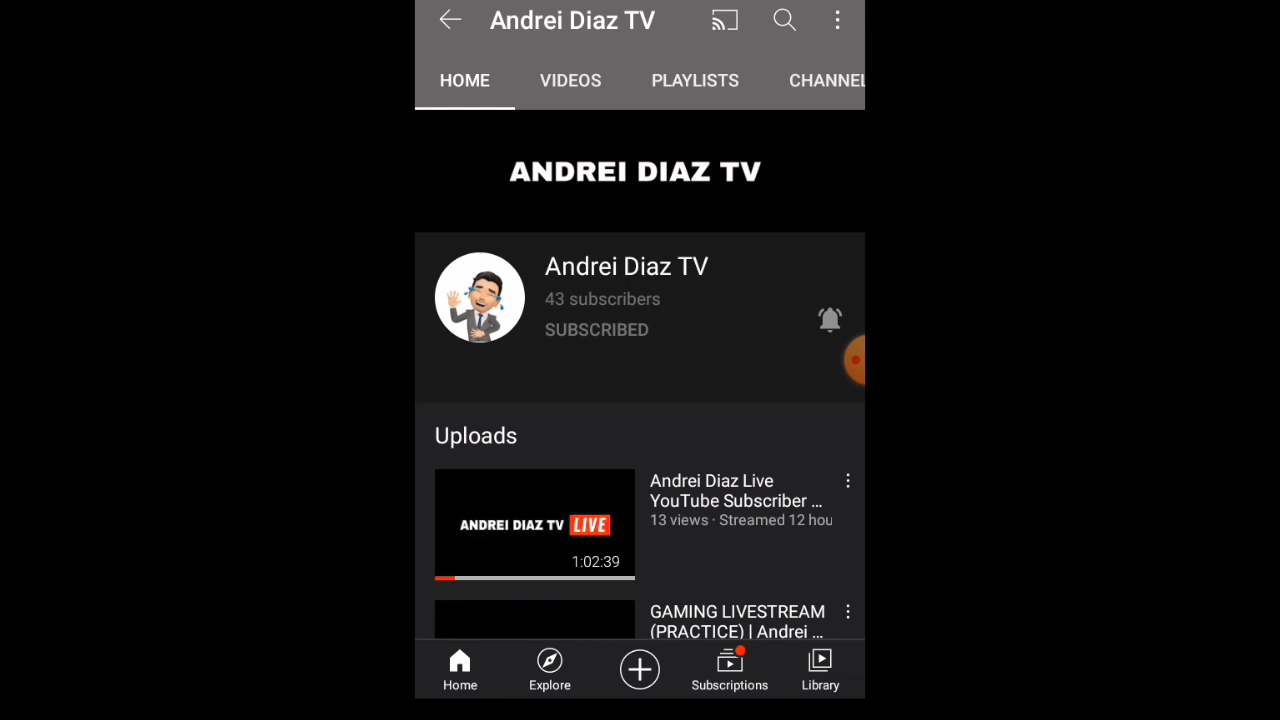 Andrei Diaz TV
HOME VIDEOS PLAYLISTS CHANNEL
ANDREI DIAZ TV
Andrei Diaz TV
43 subscribers
SUBSCRIBED
Uploads
ANDREI DIAZ TV LIVE
1:02:39
Andrei Diaz Live
YouTube Subscriber ...
13 views · Streamed 12 hou
GAMING LIVESTREAM
(PRACTICE) | Andrei ...
Home Explore Subscriptions Library